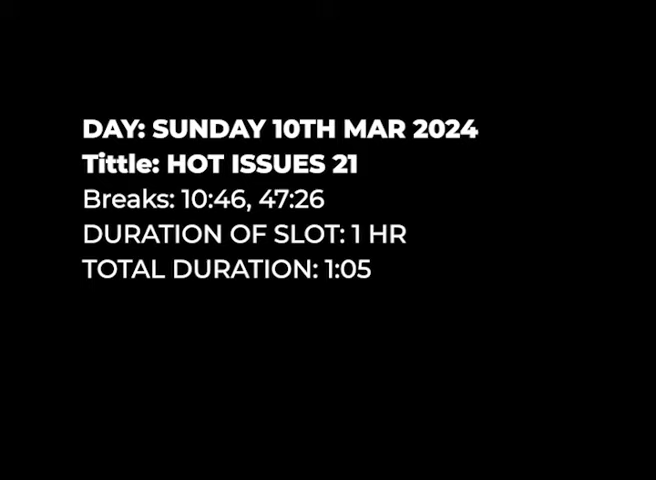 DAY: SUNDAY 10TH MAR 2024
Tittle: HOT ISSUES 21
Breaks: 10:46, 47:26
DURATION OF SLOT: 1 HR
TOTAL DURATION: 1:05